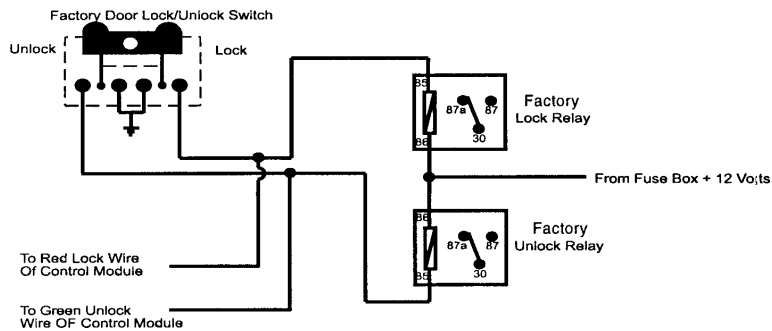 Factory Door Lock/Unlock Switch
Unlock
Lock
85
87a
87
30
86
Factory
Lock Relay
From Fuse Box + 12 Vo;ts
86
87a
87
30
85
Factory
Unlock Relay
To Red Lock Wire
Of Control Module
To Green Unlock
Wire OF Control Module